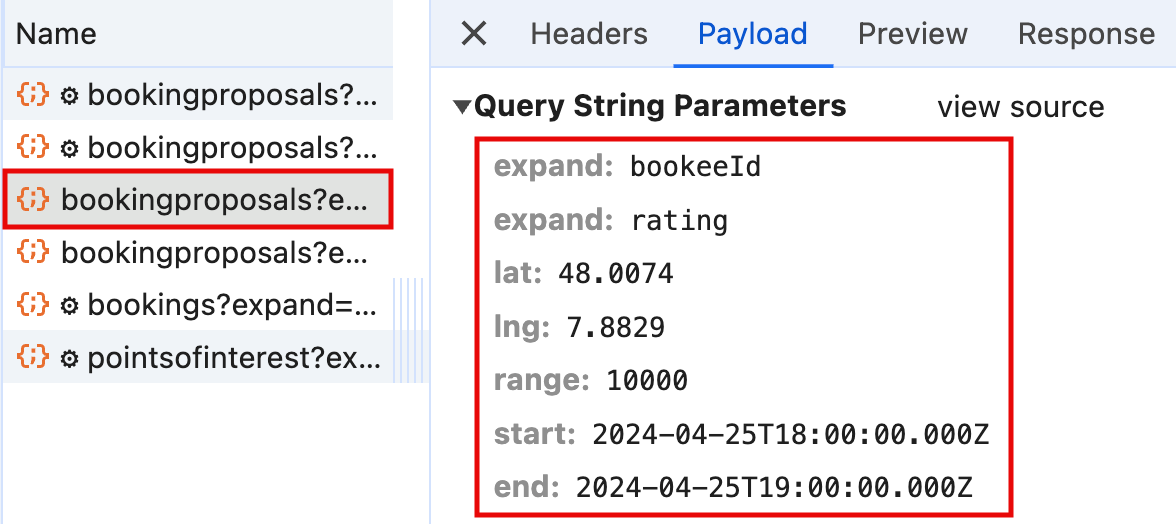 Name
bookingproposals?...
bookingproposals?...
bookingproposals?e...
bookingproposals?e...
bookings?expand=...
pointsofinterest?ex...
Headers Payload Preview Response
Query String Parameters view source
expand: bookeeId
expand: rating
lat: 48.0074
lng: 7.8829
range: 10000
start: 2024-04-25T18:00:00.000Z
end: 2024-04-25T19:00:00.000Z